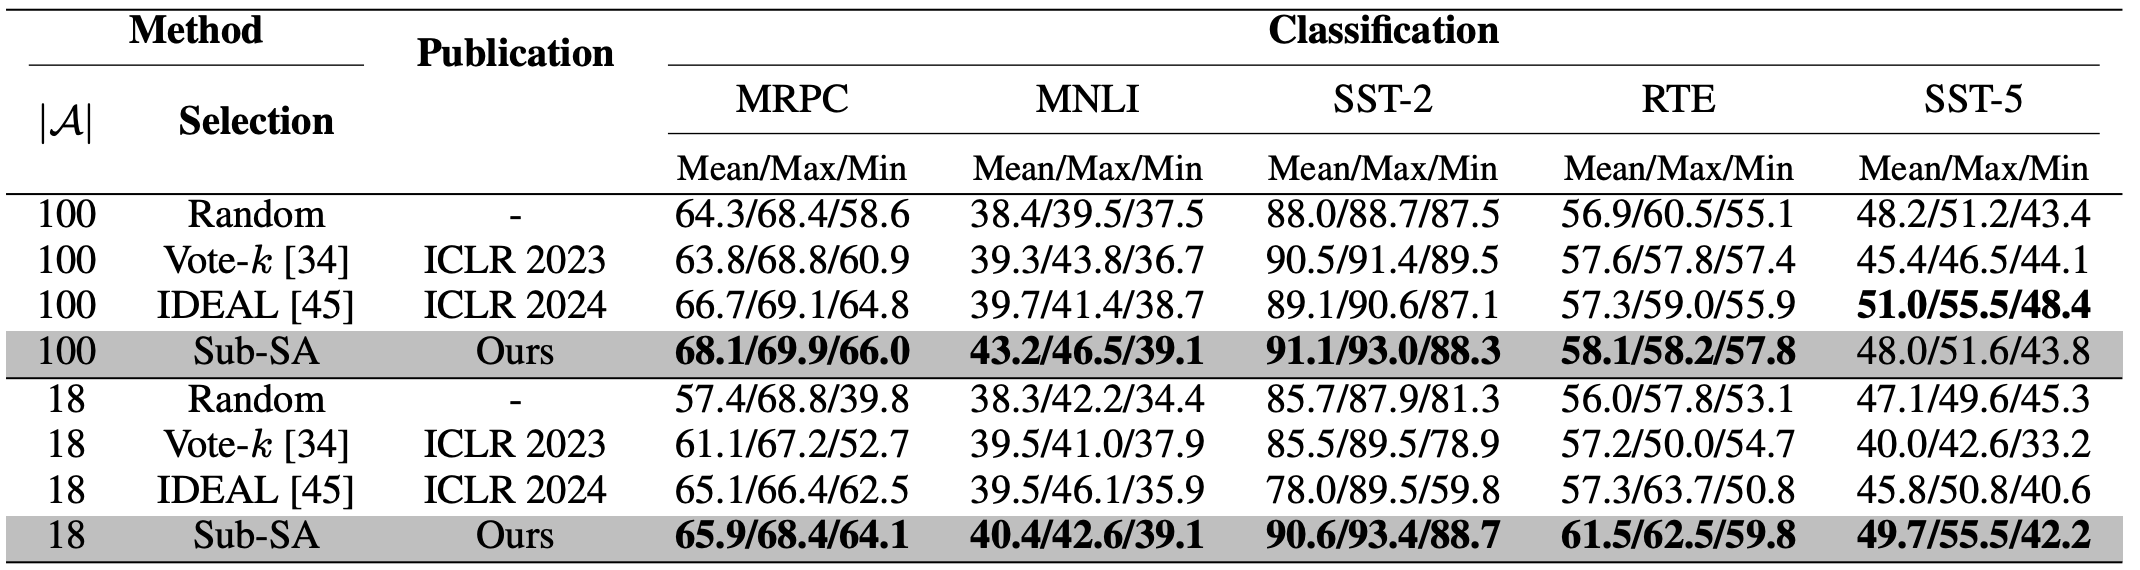 Method Publication Classification
|𝒜| Selection MRPC MNLI SST-2 RTE SST-5
Mean/Max/Min Mean/Max/Min Mean/Max/Min Mean/Max/Min Mean/Max/Min
100 Random - 64.3/68.4/58.6 38.4/39.5/37.5 88.0/88.7/87.5 56.9/60.5/55.1 48.2/51.2/43.4
100 Vote-k [34] ICLR 2023 63.8/68.8/60.9 39.3/43.8/36.7 90.5/91.4/89.5 57.6/57.8/57.4 45.4/46.5/44.1
100 IDEAL [45] ICLR 2024 66.7/69.1/64.8 39.7/41.4/38.7 89.1/90.6/87.1 57.3/59.0/55.9 51.0/55.5/48.4
100 Sub-SA Ours 68.1/69.9/66.0 43.2/46.5/39.1 91.1/93.0/88.3 58.1/58.2/57.8 48.0/51.6/43.8
18 Random - 57.4/68.8/39.8 38.3/42.2/34.4 85.7/87.9/81.3 56.0/57.8/53.1 47.1/49.6/45.3
18 Vote-k [34] ICLR 2023 61.1/67.2/52.7 39.5/41.0/37.9 85.5/89.5/78.9 57.2/50.0/54.7 40.0/42.6/33.2
18 IDEAL [45] ICLR 2024 65.1/66.4/62.5 39.5/46.1/35.9 78.0/89.5/59.8 57.3/63.7/50.8 45.8/50.8/40.6
18 Sub-SA Ours 65.9/68.4/64.1 40.4/42.6/39.1 90.6/93.4/88.7 61.5/62.5/59.8 49.7/55.5/42.2